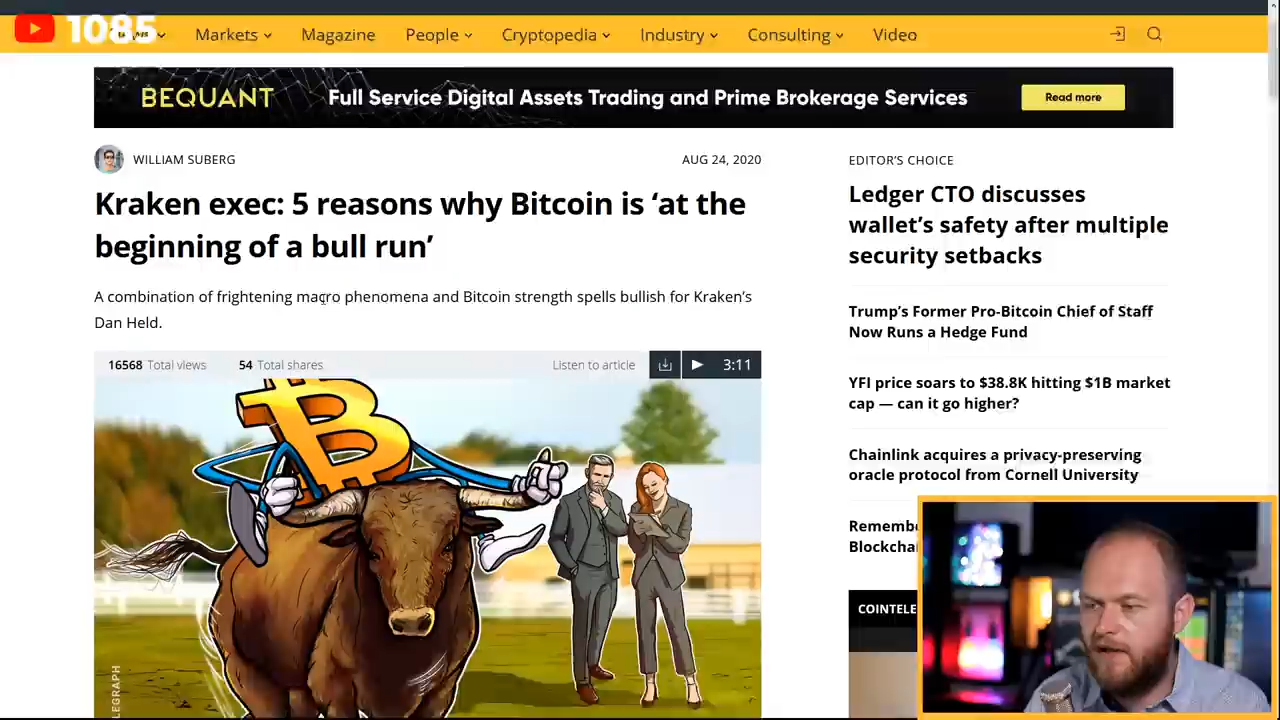 1085
Markets
Magazine
People
Cryptopedia
Industry
Consulting
Video
BEQUANT
Full Service Digital Assets Trading and Prime Brokerage Services
Read more
WILLIAM SUBERG
AUG 24, 2020
Kraken exec: 5 reasons why Bitcoin is ‘at the
beginning of a bull run’
A combination of frightening macro phenomena and Bitcoin strength spells bullish for Kraken’s
Dan Held.
16568 Total views
54 Total shares
Listen to article
3:11
EDITOR’S CHOICE
Ledger CTO discusses
wallet’s safety after multiple
security setbacks
Trump’s Former Pro-Bitcoin Chief of Staff
Now Runs a Hedge Fund
YFI price soars to $38.8K hitting $1B market
cap — can it go higher?
Chainlink acquires a privacy-preserving
oracle protocol from Cornell University
Rememb
Blockcha
COINTELE
LEGRAPH